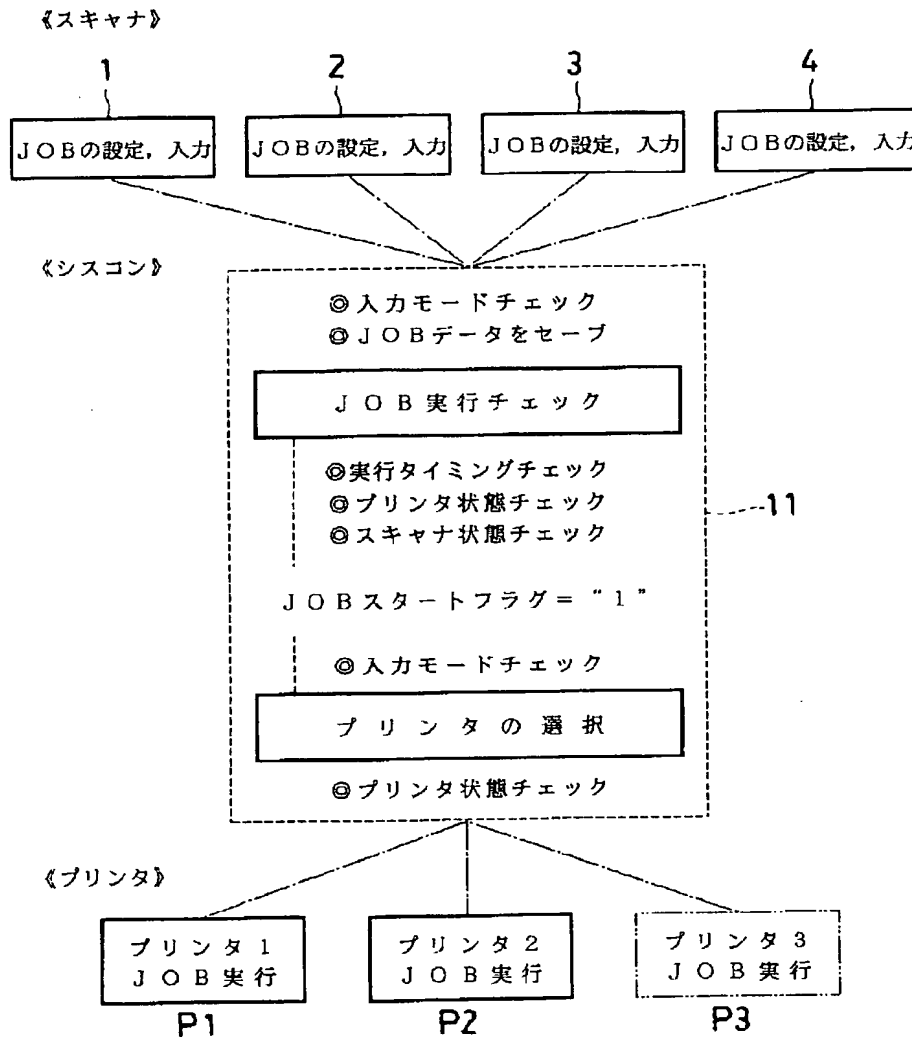 《スキャナ》
1 2 3 4
JOBの設定，入力 JOBの設定，入力 JOBの設定，入力 JOBの設定，入力
《シスコン》
◎入力モードチェック
◎JOBデータをセーブ
JOB実行チェック
◎実行タイミングチェック
◎プリンタ状態チェック
◎スキャナ状態チェック
11
JOBスタートフラグ＝“1”
◎入力モードチェック
プリンタの選択
◎プリンタ状態チェック
《プリンタ》
プリンタ1 プリンタ2 プリンタ3
JOB実行 JOB実行 JOB実行
P1 P2 P3